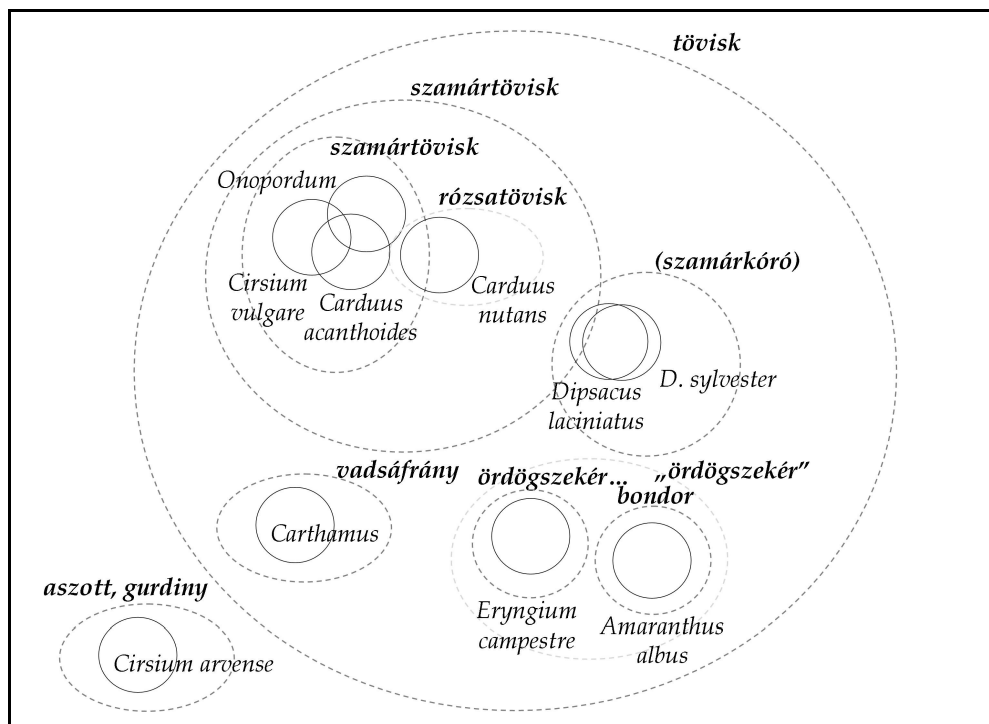 tövisk
szamártövisk
szamártövisk
Onopordum
rózsatövisk
(szamárkóró)
Cirsium
vulgare
Carduus
acanthoides
Carduus
nutans
D. sylvester
Dipsacus
laciniatus
vadsáfrány
ördögszekér...
„ördögszekér”
bondor
Carthamus
aszott, gurdiny
Eryngium
campestre
Amaranthus
albus
Cirsium arvense